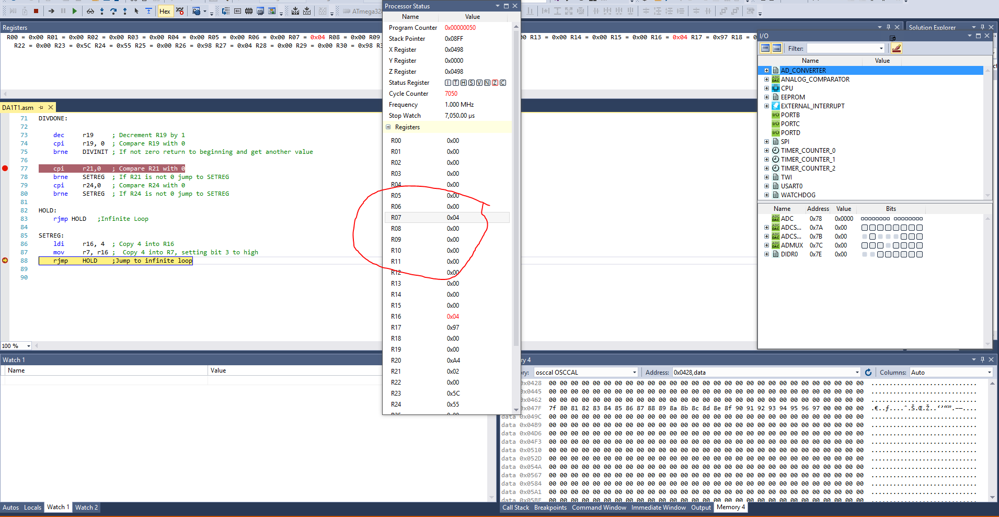 Hex
ATmega32
Registers
R00 = 0x00 R01 = 0x00 R02 = 0x00 R03 = 0x00 R04 = 0x00 R05 = 0x00 R06 = 0x00 R07 = 0x04 R08 = 0x00 R09
R13 = 0x00 R14 = 0x00 R15 = 0x00 R16 = 0x04 R17 = 0x97 R18 =
R22 = 0x00 R23 = 0x5C R24 = 0x55 R25 = 0x00 R26 = 0x98 R27 = 0x04 R28 = 0x00 R29 = 0x00 R30 = 0x98
DA1T1.asm
71 DIVDONE:
72
73 dec r19 ; Decrement R19 by 1
74 cpi r19, 0 ; Compare R19 with 0
75 brne DIVINIT ; If not zero return to beginning and get another value
76
77 cpi r21,0 ; Compare R21 with 0
78 brne SETREG ; If R21 is not 0 jump to SETREG
79 cpi r24,0 ; Compare R24 with 0
80 brne SETREG ; If R24 is not 0 jump to SETREG
81
82 HOLD:
83 rjmp HOLD ;Infinite Loop
84
85 SETREG:
86 ldi r16, 4 ; Copy 4 into R16
87 mov r7, r16 ; Copy 4 into R7, setting bit 3 to high
88 rjmp HOLD ;Jump to infinite loop
89
90
100 %
Processor Status
Name Value
Program Counter 0x00000050
Stack Pointer 0x08FF
X Register 0x0498
Y Register 0x0000
Z Register 0x0498
Status Register I T H S V N Z C
Cycle Counter 7050
Frequency 1.000 MHz
Stop Watch 7,050.00 µs
Registers
R00 0x00
R01 0x00
R02 0x00
R03 0x00
R04 0x00
R05 0x00
R06 0x00
R07 0x04
R08 0x00
R09 0x00
R10 0x00
R11 0x00
R12 0x00
R13 0x00
R14 0x00
R15 0x00
R16 0x04
R17 0x97
R18 0x00
R19 0x00
R20 0xA4
R21 0x02
R22 0x00
R23 0x5C
R24 0x55
Solution Explorer
I/O
Filter:
Name Value
AD_CONVERTER
ANALOG_COMPARATOR
CPU
EEPROM
EXTERNAL_INTERRUPT
PORTB
PORTC
PORTD
SPI
TIMER_COUNTER_0
TIMER_COUNTER_1
TIMER_COUNTER_2
TWI
USART0
WATCHDOG
Name Address Value Bits
ADC 0x78 0x0000
ADCS... 0x7A 0x00
ADCS... 0x7B 0x00
ADMUX 0x7C 0x00
DIDR0 0x7E 0x00
Watch 1
Name Value
Autos Locals Watch 1 Watch 2
ry 4
ory: osccal OSCCAL Address: 0x0428,data Columns: Auto
0x0428 00 00 00 00 00 00 00 00 00 00 00 00 00 00 00 00 00 00 00 00 00 00 00 00 00 00 00 00 00 .............................
0x0445 00 00 00 00 00 00 00 00 00 00 00 00 00 00 00 00 00 00 00 00 00 00 00 00 00 00 00 00 00 .............................
0x0462 00 00 00 00 00 00 00 00 00 00 00 00 00 00 00 00 00 00 00 00 00 00 00 00 00 00 00 00 00 .............................
0x047F 7f 80 81 82 83 84 85 86 87 88 89 8a 8b 8c 8d 8e 8f 90 91 92 93 94 95 96 97 00 00 00 00 .€..ƒ....ˆ.Š.Œ.Ž..‘’“”.–—....
data 0x049C 00 00 00 00 00 00 00 00 00 00 00 00 00 00 00 00 00 00 00 00 00 00 00 00 00 00 00 00 00 .............................
data 0x04B9 00 00 00 00 00 00 00 00 00 00 00 00 00 00 00 00 00 00 00 00 00 00 00 00 00 00 00 00 00 .............................
data 0x04D6 00 00 00 00 00 00 00 00 00 00 00 00 00 00 00 00 00 00 00 00 00 00 00 00 00 00 00 00 00 .............................
data 0x04F3 00 00 00 00 00 00 00 00 00 00 00 00 00 00 00 00 00 00 00 00 00 00 00 00 00 00 00 00 00 .............................
data 0x0510 00 00 00 00 00 00 00 00 00 00 00 00 00 00 00 00 00 00 00 00 00 00 00 00 00 00 00 00 00 .............................
data 0x052D 00 00 00 00 00 00 00 00 00 00 00 00 00 00 00 00 00 00 00 00 00 00 00 00 00 00 00 00 00 .............................
data 0x054A 00 00 00 00 00 00 00 00 00 00 00 00 00 00 00 00 00 00 00 00 00 00 00 00 00 00 00 00 00 .............................
data 0x0567 00 00 00 00 00 00 00 00 00 00 00 00 00 00 00 00 00 00 00 00 00 00 00 00 00 00 00 00 00 .............................
data 0x0584 00 00 00 00 00 00 00 00 00 00 00 00 00 00 00 00 00 00 00 00 00 00 00 00 00 00 00 00 00 .............................
data 0x05A1 00 00 00 00 00 00 00 00 00 00 00 00 00 00 00 00 00 00 00 00 00 00 00 00 00 00 00 00 00 .............................
Call Stack Breakpoints Command Window Immediate Window Output Memory 4